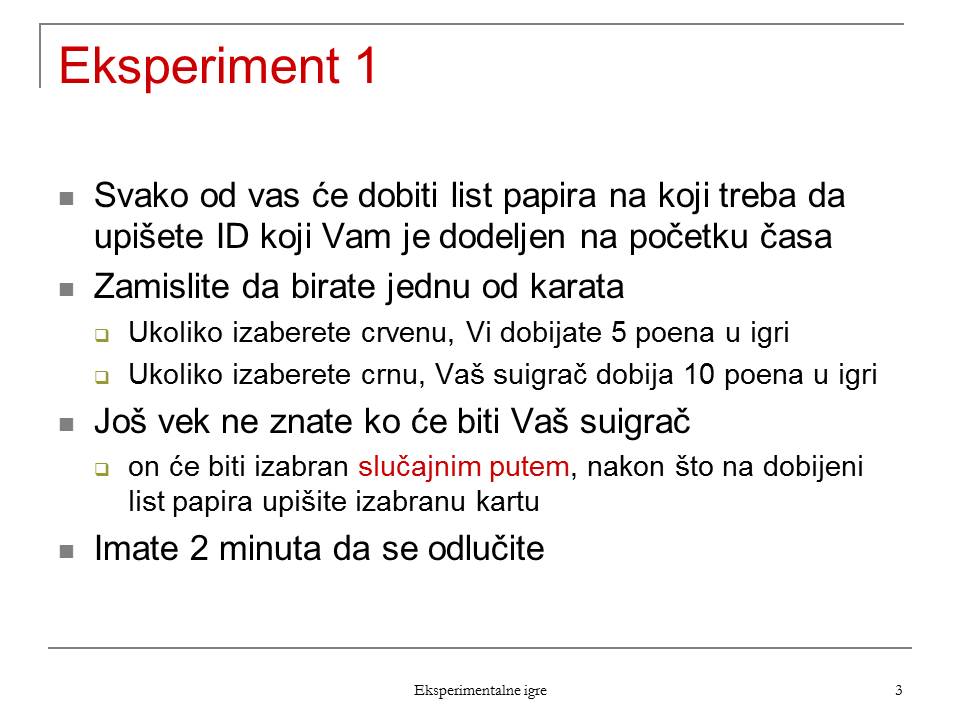 Eksperiment 1
Svako od vas će dobiti list papira na koji treba da
upišete ID koji Vam je dodeljen na početku časa
Zamislite da birate jednu od karata
Ukoliko izaberete crvenu, Vi dobijate 5 poena u igri
Ukoliko izaberete crnu, Vaš suigrač dobija 10 poena u igri
Još vek ne znate ko će biti Vaš suigrač
on će biti izabran slučajnim putem, nakon što na dobijeni
list papira upišite izabranu kartu
Imate 2 minuta da se odlučite
Eksperimentalne igre
3